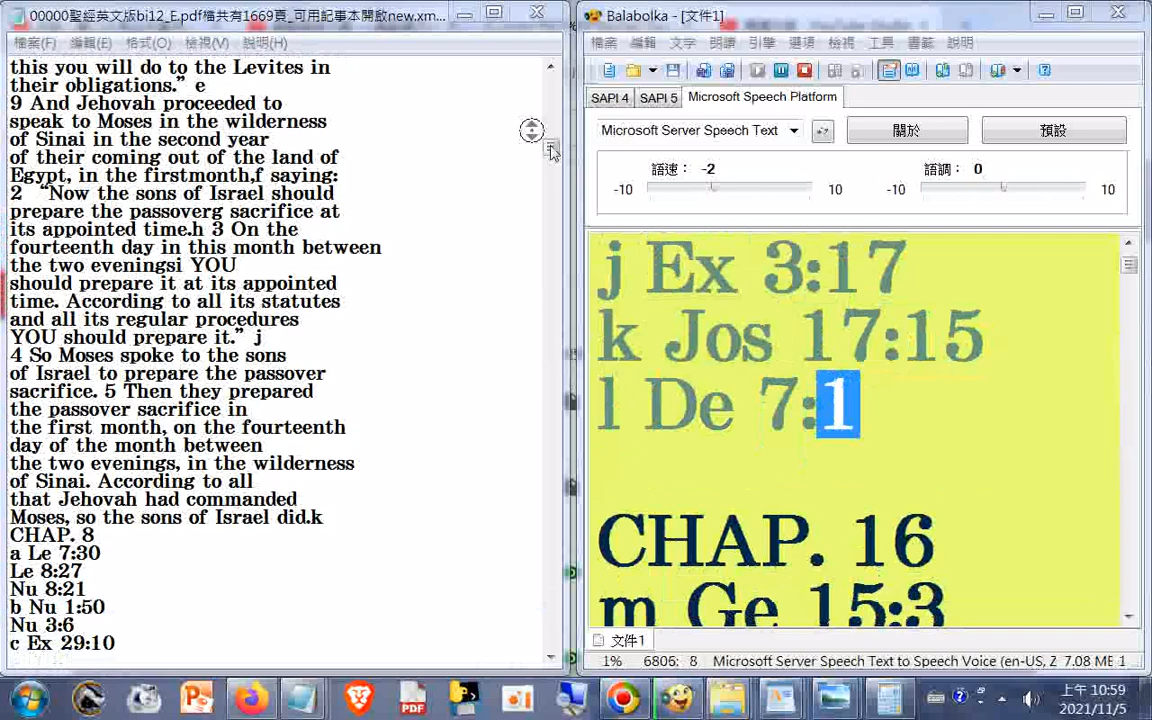 00000聖經英文版bi12_E.pdf檔共有1669頁_可用記事本開啟new.xm...
檔案(F) 編輯(E) 格式(O) 檢視(V) 說明(H)
this you will do to the Levites in
their obligations.” e
9 And Jehovah proceeded to
speak to Moses in the wilderness
of Sinai in the second year
of their coming out of the land of
Egypt, in the firstmonth,f saying:
2 “Now the sons of Israel should
prepare the passoverg sacrifice at
its appointed time.h 3 On the
fourteenth day in this month between
the two eveningsi YOU
should prepare it at its appointed
time. According to all its statutes
and all its regular procedures
YOU should prepare it.” j
4 So Moses spoke to the sons
of Israel to prepare the passover
sacrifice. 5 Then they prepared
the passover sacrifice in
the first month, on the fourteenth
day of the month between
the two evenings, in the wilderness
of Sinai. According to all
that Jehovah had commanded
Moses, so the sons of Israel did.k
CHAP. 8
a Le 7:30
Le 8:27
Nu 8:21
b Nu 1:50
Nu 3:6
c Ex 29:10
Balabolka - [文件1]
檔案 編輯 文字 朗讀 引擎 選項 檢視 工具 書籤 說明
SAPI 4 SAPI 5 Microsoft Speech Platform
Microsoft Server Speech Text 關於 預設
語速: -2 語調: 0
-10 10 -10 10
j Ex 3:17
k Jos 17:15
l De 7:1
CHAP. 16
m Ge 15:3
文件1
1% 6805: 8 Microsoft Server Speech Text to Speech Voice (en-US, Z 7.08 ME 1
PDF
上午 10:59
2021/11/5